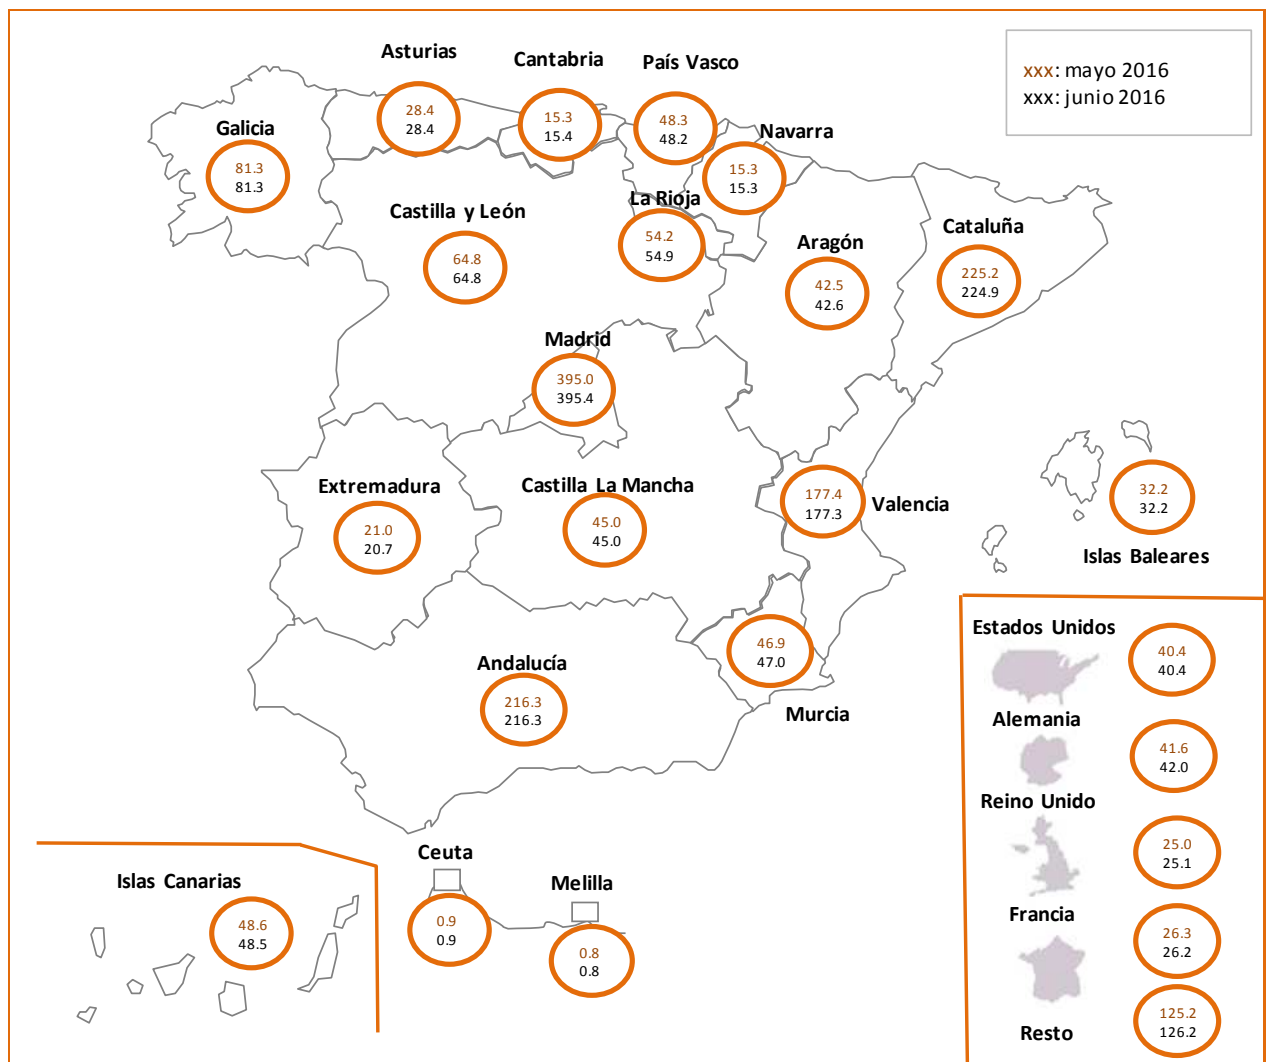 Asturias
28.4
28.4
Cantabria
15.3
15.4
País Vasco
48.3
48.2
xxx: mayo 2016
xxx: junio 2016
Galicia
81.3
81.3
Navarra
15.3
15.3
Castilla y León
64.8
64.8
La Rioja
54.2
54.9
Aragón
42.5
42.6
Cataluña
225.2
224.9
Madrid
395.0
395.4
Extremadura
21.0
20.7
Castilla La Mancha
45.0
45.0
177.4
177.3
Valencia
32.2
32.2
Islas Baleares
Andalucía
216.3
216.3
46.9
47.0
Murcia
Estados Unidos
40.4
40.4
Alemania
41.6
42.0
Reino Unido
25.0
25.1
Francia
26.3
26.2
Resto
125.2
126.2
Islas Canarias
48.6
48.5
Ceuta
0.9
0.9
Melilla
0.8
0.8